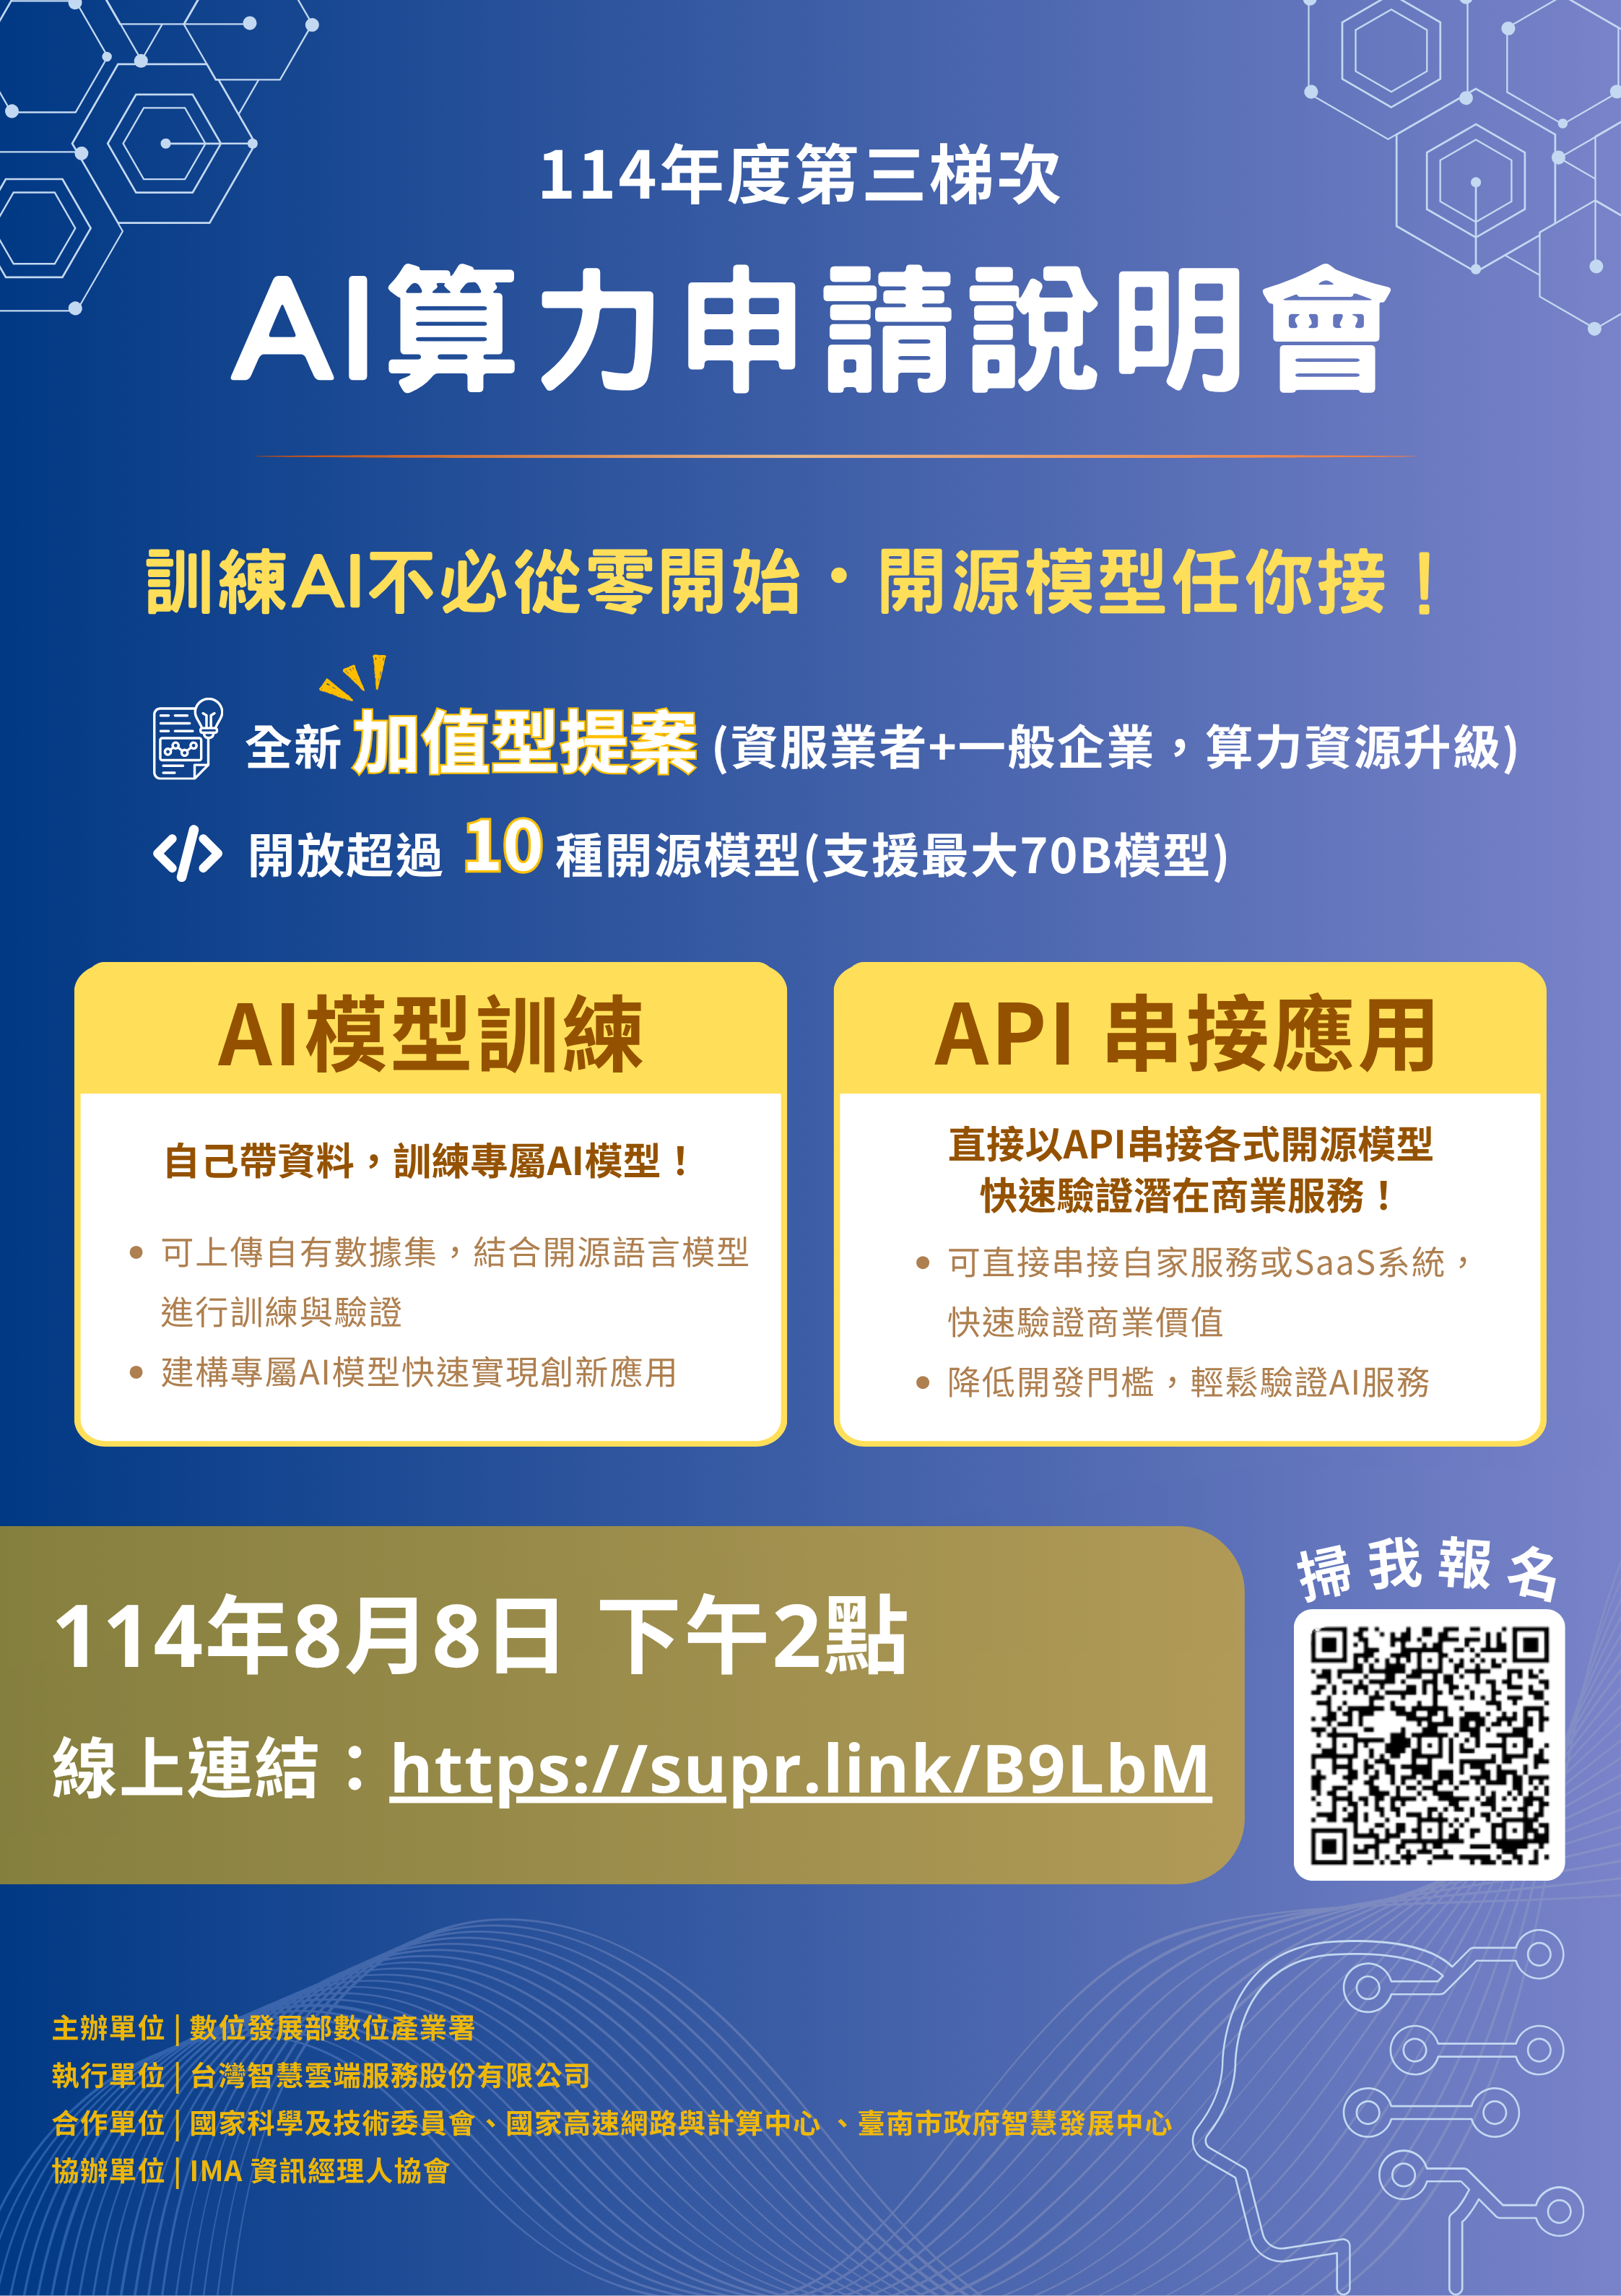 114年度第三梯次
AI算力申請說明會
訓練AI不必從零開始・開源模型任你接！
全新 加值型提案 (資服業者+一般企業，算力資源升級)
開放超過 10 種開源模型(支援最大70B模型)
AI模型訓練
自己帶資料，訓練專屬AI模型！
• 可上傳自有數據集，結合開源語言模型
進行訓練與驗證
• 建構專屬AI模型快速實現創新應用
API 串接應用
直接以API串接各式開源模型
快速驗證潛在商業服務！
• 可直接串接自家服務或SaaS系統，
快速驗證商業價值
• 降低開發門檻，輕鬆驗證AI服務
114年8月8日 下午2點
線上連結：https://supr.link/B9LbM
掃我報名
主辦單位 | 數位發展部數位產業署
執行單位 | 台灣智慧雲端服務股份有限公司
合作單位 | 國家科學及技術委員會、國家高速網路與計算中心 、臺南市政府智慧發展中心
協辦單位 | IMA 資訊經理人協會